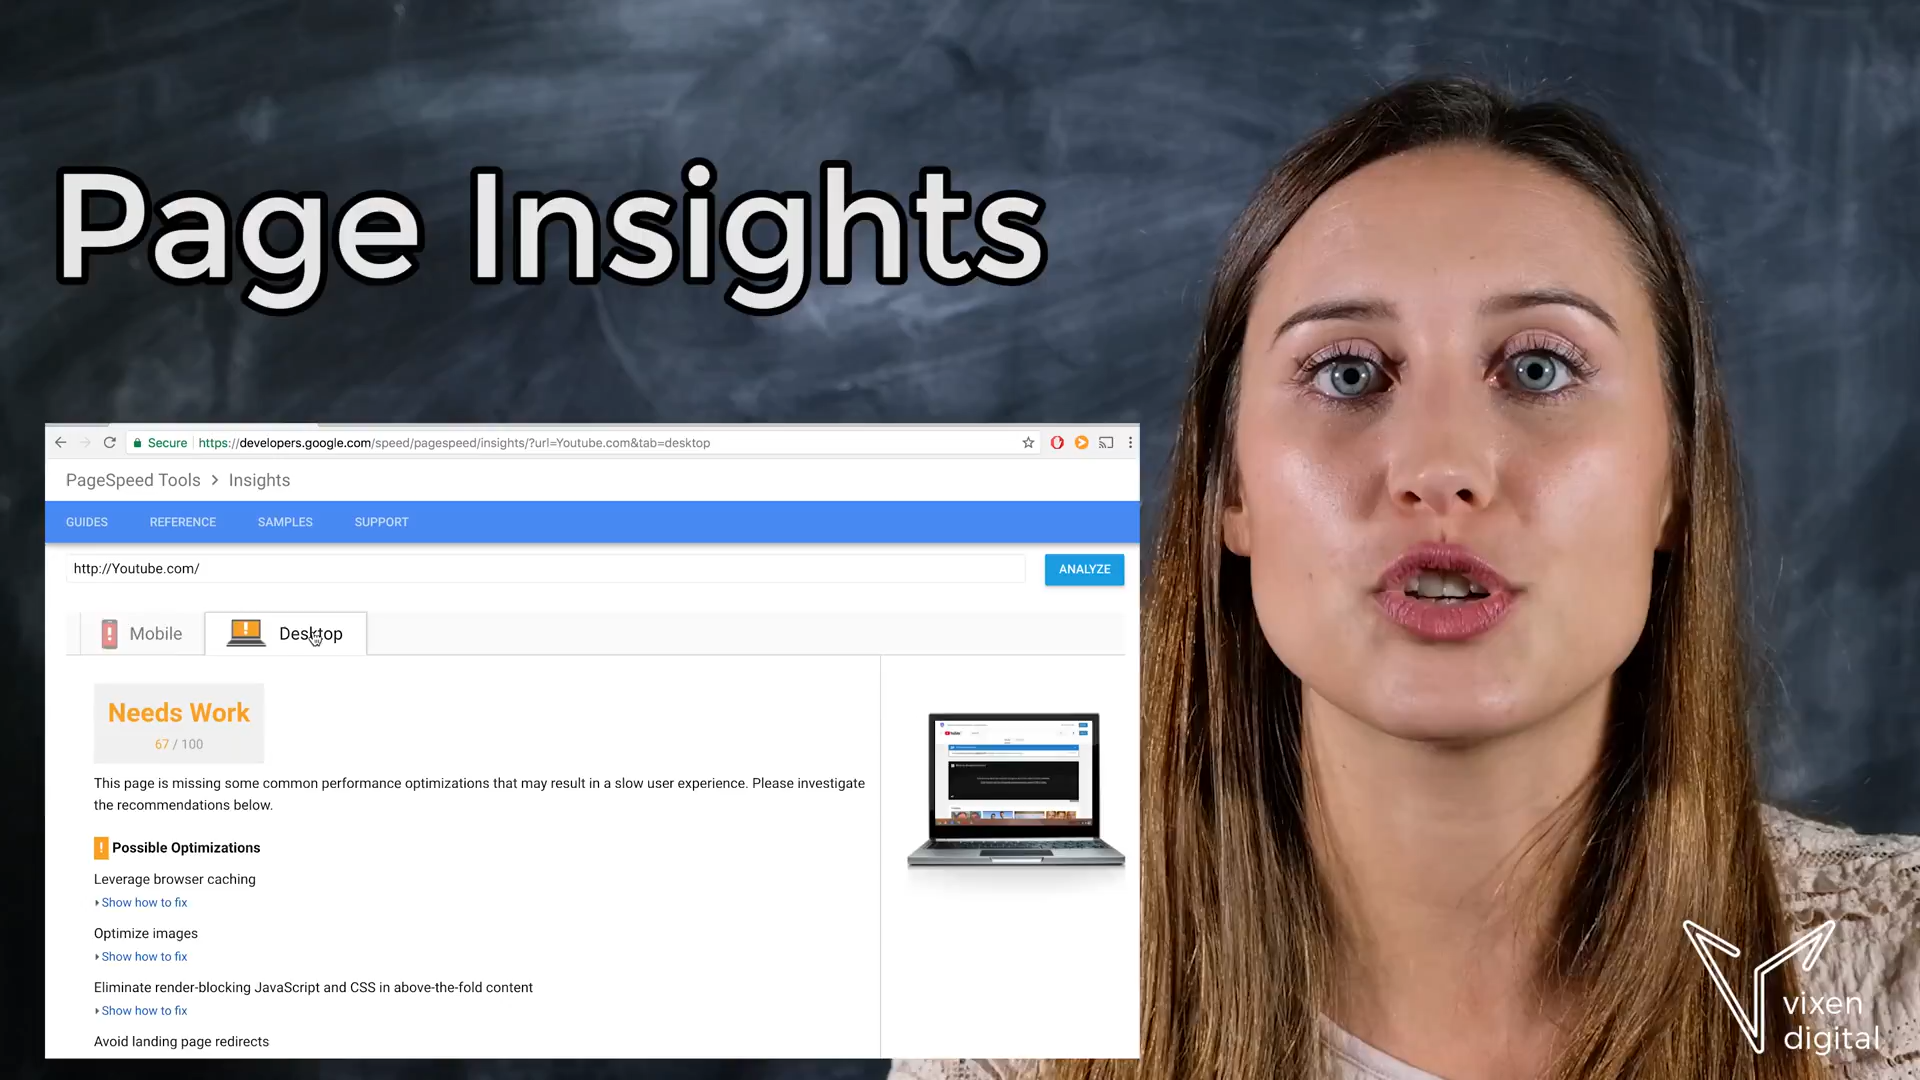 Page Insights
Secure https://developers.google.com/speed/pagespeed/insights/?url=Youtube.com&tab=desktop
PageSpeed Tools > Insights
GUIDES REFERENCE SAMPLES SUPPORT
http://Youtube.com/ ANALYZE
Mobile Desktop
Needs Work
67 / 100
This page is missing some common performance optimizations that may result in a slow user experience. Please investigate
the recommendations below.
! Possible Optimizations
Leverage browser caching
Show how to fix
Optimize images
Show how to fix
Eliminate render-blocking JavaScript and CSS in above-the-fold content
Show how to fix
Avoid landing page redirects
vixen
digital